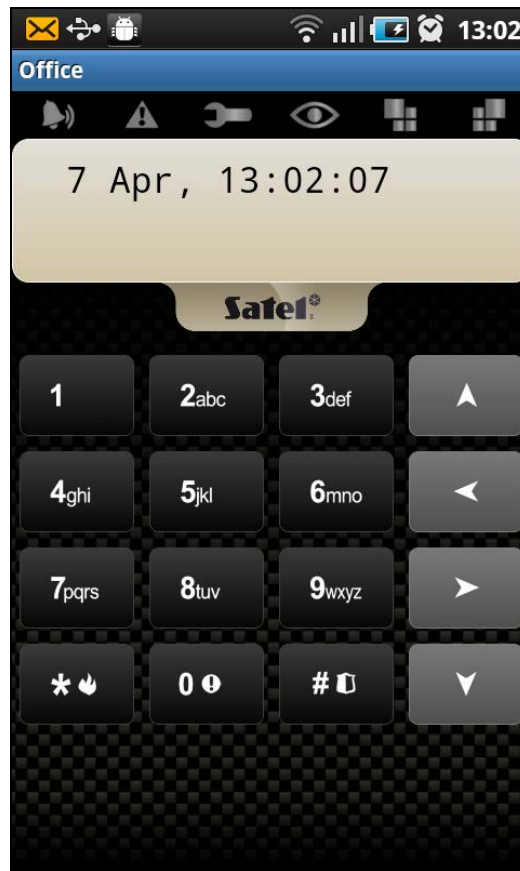 13:02
Office
7 Apr, 13:02:07
Satel
1 2abc 3def
4ghi 5jkl 6mno
7pqrs 8tuv 9wxyz
* 0 #